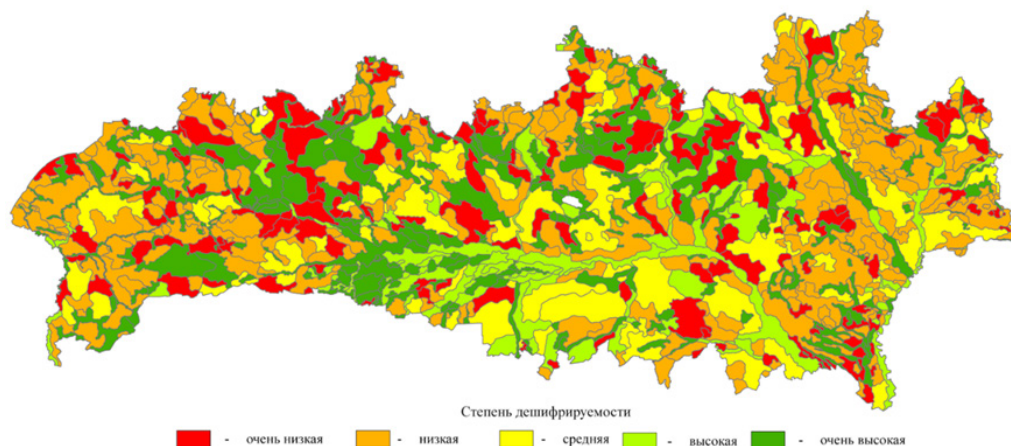 Степень дешифрируемости
- очень низкая - низкая - средняя - высокая - очень высокая